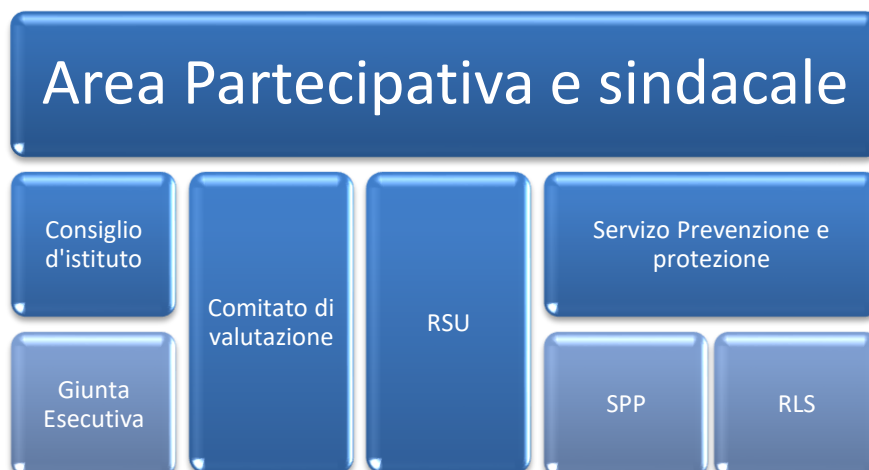 Area Partecipativa e sindacale
Consiglio
d'istituto
Giunta
Esecutiva
Comitato di
valutazione
RSU
Servizo Prevenzione e
protezione
SPP
RLS